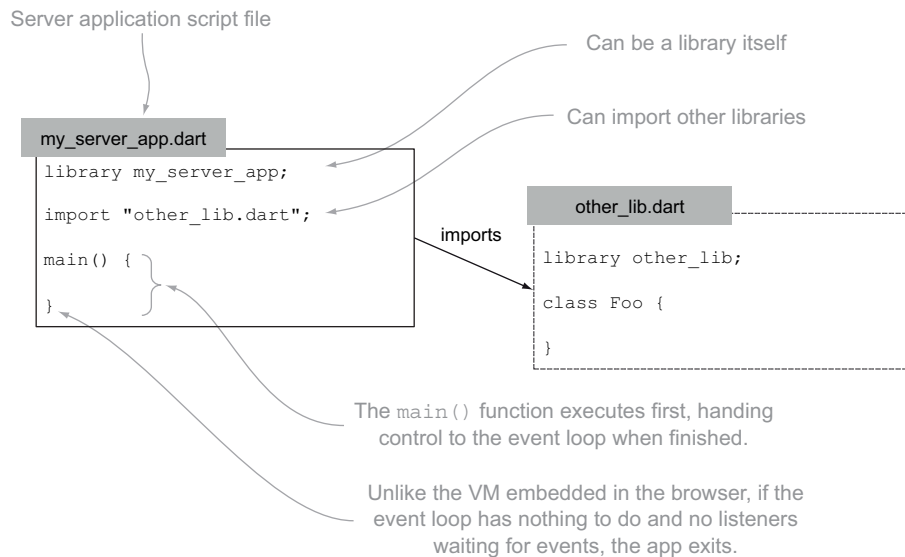 Server application script file
Can be a library itself
Can import other libraries
my_server_app.dart
library my_server_app;
import "other_lib.dart";
main() {
}
imports
other_lib.dart
library other_lib;
class Foo {
}
The main() function executes first, handing
control to the event loop when finished.
Unlike the VM embedded in the browser, if the
event loop has nothing to do and no listeners
waiting for events, the app exits.